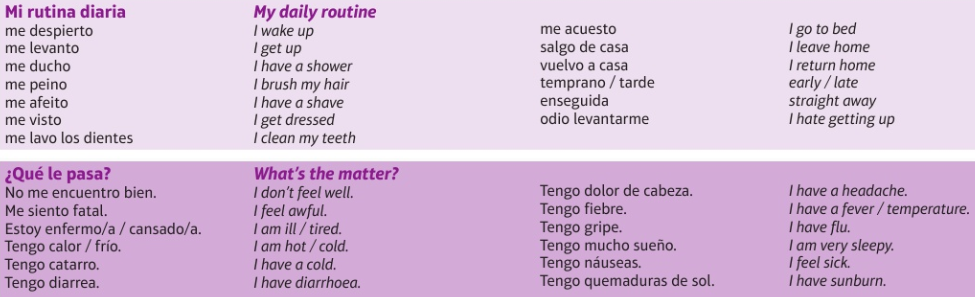 Mi rutina diaria My daily routine
me despierto I wake up
me levanto I get up
me ducho I have a shower
me peino I brush my hair
me afeito I have a shave
me visto I get dressed
me lavo los dientes I clean my teeth
me acuesto I go to bed
salgo de casa I leave home
vuelvo a casa I return home
temprano / tarde early / late
enseguida straight away
odio levantarme I hate getting up
¿Qué le pasa? What's the matter?
No me encuentro bien. I don't feel well.
Me siento fatal. I feel awful.
Estoy enfermo/a / cansado/a. I am ill / tired.
Tengo calor / frío. I am hot / cold.
Tengo catarro. I have a cold.
Tengo diarrea. I have diarrhoea.
Tengo dolor de cabeza. I have a headache.
Tengo fiebre. I have a fever / temperature.
Tengo gripe. I have flu.
Tengo mucho sueño. I am very sleepy.
Tengo náuseas. I feel sick.
Tengo quemaduras de sol. I have sunburn.